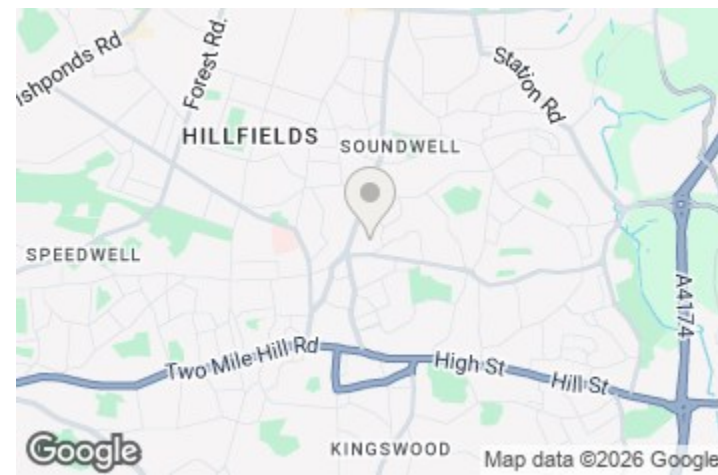 ishponds Rd
Forest Rd.
Station Rd
HILLFIELDS
SOUNDWELL
SPEEDWELL
A4174
Two Mile Hill Rd
High St
Hill St
KINGSWOOD
Google
Map data ©2026 Google